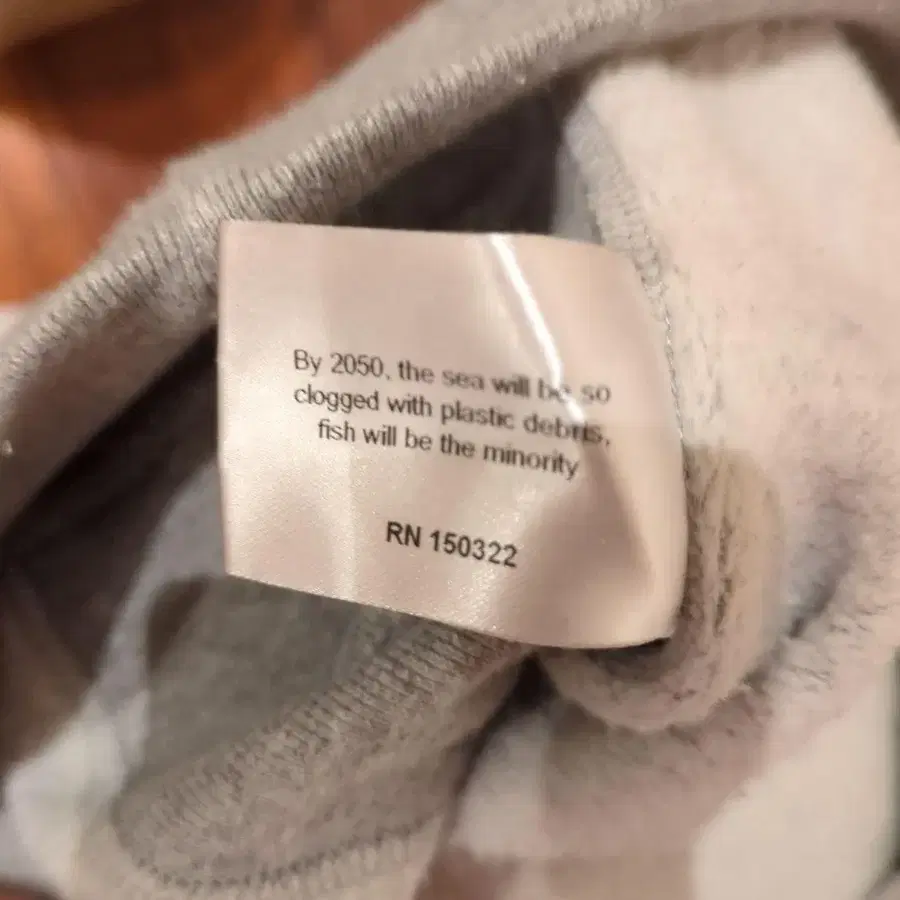 By 2050, the sea will be so
clogged with plastic debris,
fish will be the minority
RN 150322